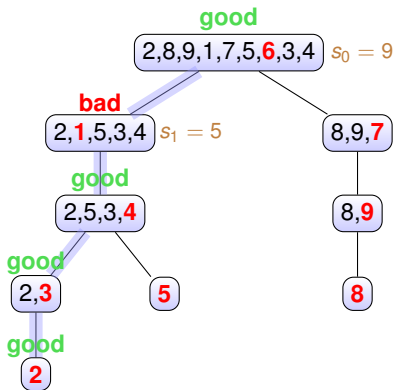 good
2,8,9,1,7,5,6,3,4 s₀ = 9
bad
2,1,5,3,4 s₁ = 5
8,9,7
good
2,5,3,4
8,9
good
2,3
5
8
good
2